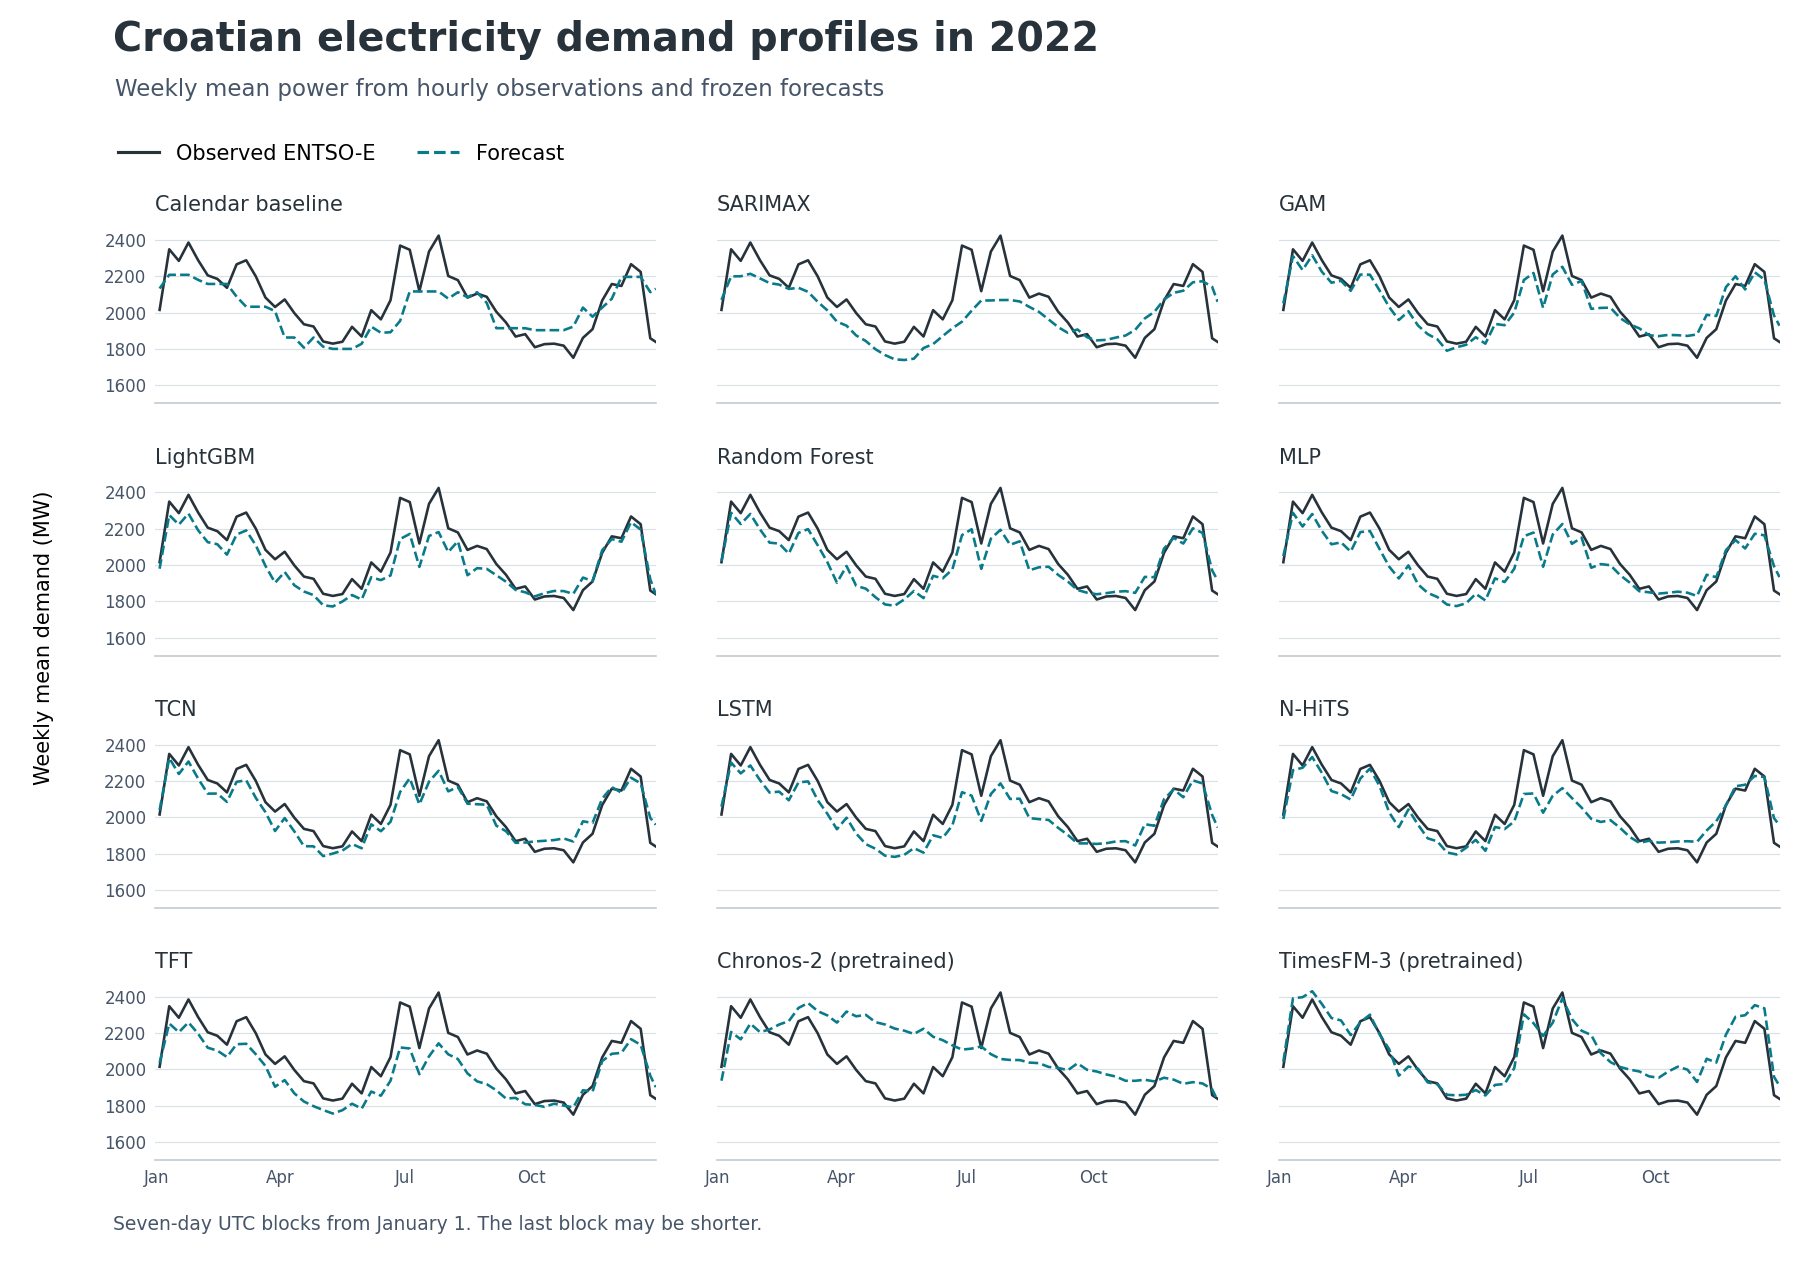 Croatian electricity demand profiles in 2022
Weekly mean power from hourly observations and frozen forecasts
Observed ENTSO-E
Forecast
Weekly mean demand (MW)
Calendar baseline
SARIMAX
GAM
2400
2200
2000
1800
1600
LightGBM
Random Forest
MLP
2400
2200
2000
1800
1600
TCN
LSTM
N-HiTS
2400
2200
2000
1800
1600
TFT
Chronos-2 (pretrained)
TimesFM-3 (pretrained)
2400
2200
2000
1800
1600
Jan Apr Jul Oct
Jan Apr Jul Oct
Jan Apr Jul Oct
Seven-day UTC blocks from January 1. The last block may be shorter.